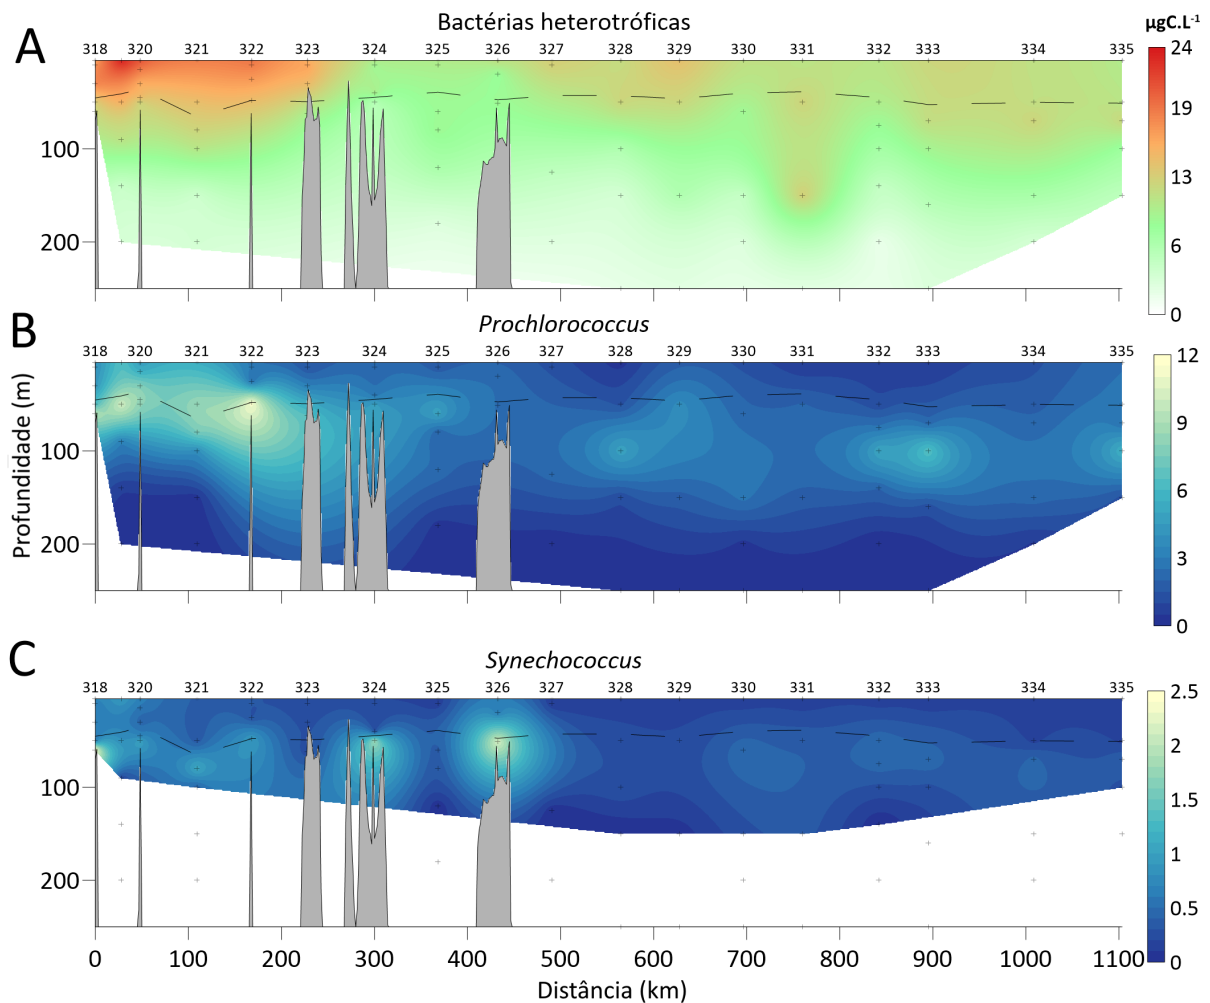 A
Bactérias heterotróficas
µgC.L⁻¹
318 320 321 322 323 324 325 326 327 328 329 330 331 332 333 334 335
100
200
24
19
13
6
0
B
Prochlorococcus
318 320 321 322 323 324 325 326 327 328 329 330 331 332 333 334 335
Profundidade (m)
100
200
12
9
6
3
0
C
Synechococcus
318 320 321 322 323 324 325 326 327 328 329 330 331 332 333 334 335
100
200
2.5
2
1.5
1
0.5
0
0 100 200 300 400 500 600 700 800 900 1000 1100
Distância (km)